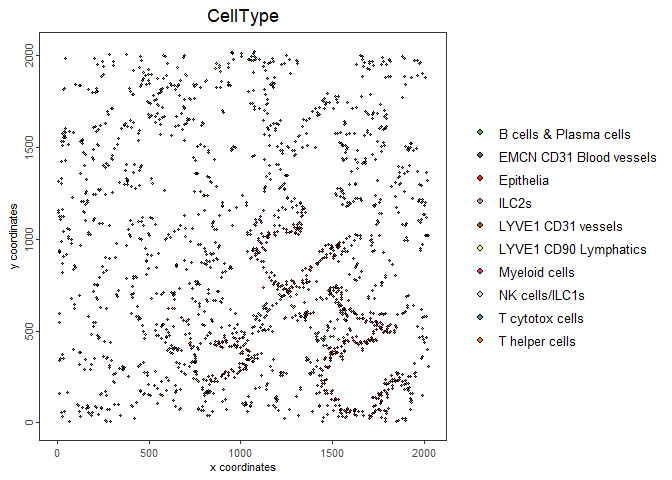 CellType
2000
1500
1000
500
0
y coordinates
0
500
1000
1500
2000
x coordinates
B cells & Plasma cells
EMCN CD31 Blood vessels
Epithelia
ILC2s
LYVE1 CD31 vessels
LYVE1 CD90 Lymphatics
Myeloid cells
NK cells/ILC1s
T cytotox cells
T helper cells